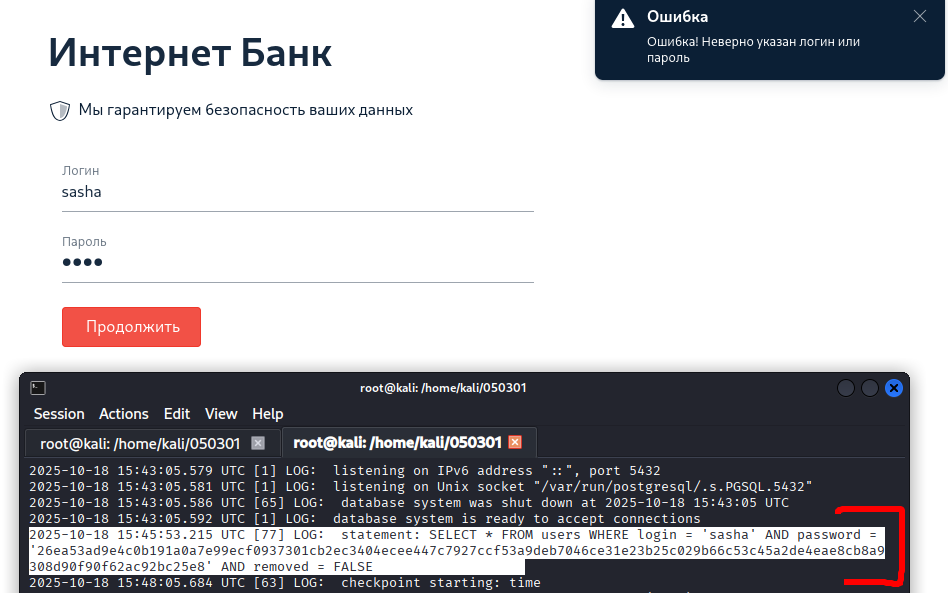 Интернет Банк
Мы гарантируем безопасность ваших данных
Ошибка
Ошибка! Неверно указан логин или
пароль
Логин
sasha
Пароль
••••
Продолжить
root@kali: /home/kali/050301
Session Actions Edit View Help
root@kali: /home/kali/050301 root@kali: /home/kali/050301
2025-10-18 15:43:05.579 UTC [1] LOG:  listening on IPv6 address "::", port 5432
2025-10-18 15:43:05.581 UTC [1] LOG:  listening on Unix socket "/var/run/postgresql/.s.PGSQL.5432"
2025-10-18 15:43:05.586 UTC [65] LOG:  database system was shut down at 2025-10-18 15:43:05 UTC
2025-10-18 15:43:05.592 UTC [1] LOG:  database system is ready to accept connections
2025-10-18 15:45:53.215 UTC [77] LOG:  statement: SELECT * FROM users WHERE login = 'sasha' AND password =
'26ea53ad9e4c0b191a0a7e99ecf0937301cb2ec3404ecee447c7927ccf53a9deb7046ce31e23b25c029b66c53c45a2de4eae8cb8a9
308d90f90f62ac92bc25e8' AND removed = FALSE
2025-10-18 15:48:05.684 UTC [63] LOG:  checkpoint starting: time